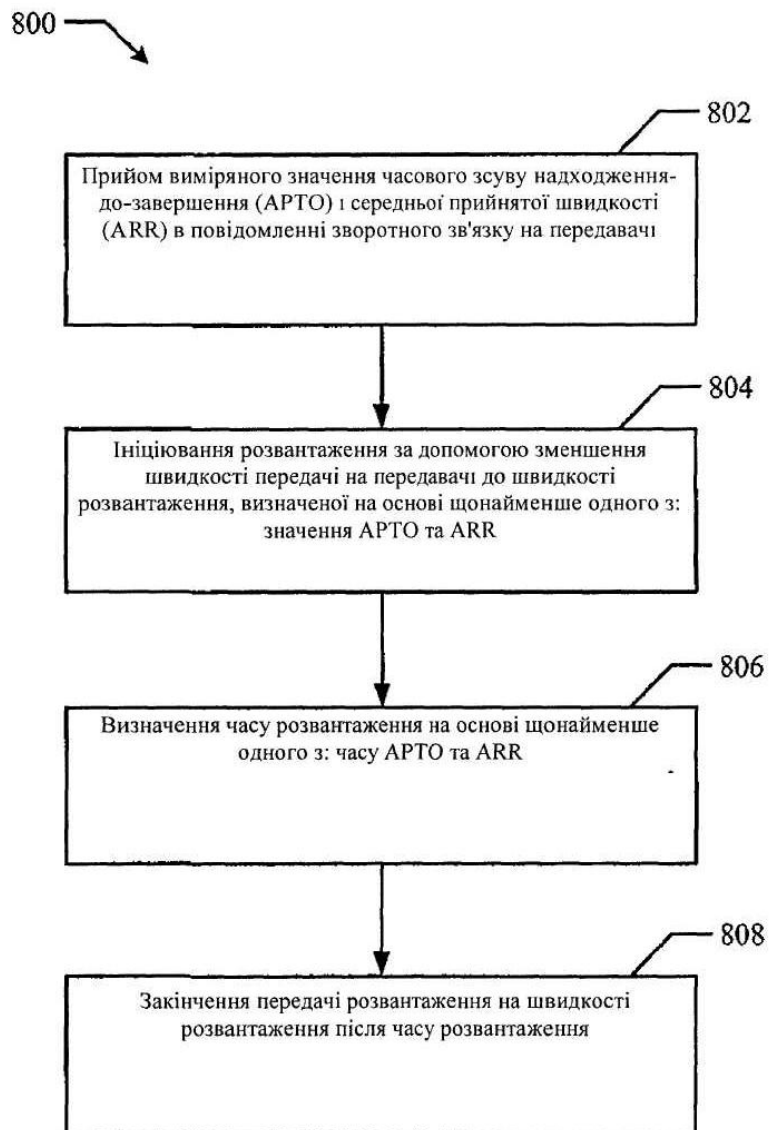 800
802
Прийом виміряного значення часового зсуву надходження-
до-завершення (АРТО) і середньої прийнятої швидкості
(ARR) в повідомленні зворотного зв'язку на передавачі
804
Ініціювання розвантаження за допомогою зменшення
швидкості передачі на передавачі до швидкості
розвантаження, визначеної на основі щонайменше одного з:
значення АРТО та ARR
806
Визначення часу розвантаження на основі щонайменше
одного з: часу АРТО та ARR
808
Закінчення передачі розвантаження на швидкості
розвантаження після часу розвантаження